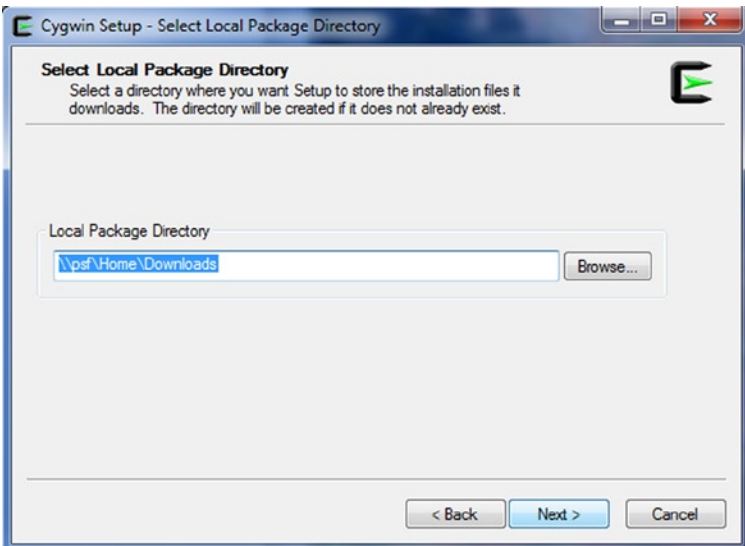 Cygwin Setup - Select Local Package Directory
Select Local Package Directory
Select a directory where you want Setup to store the installation files it
downloads. The directory will be created if it does not already exist.
Local Package Directory
\\psf\Home\Downloads
Browse...
< Back
Next >
Cancel